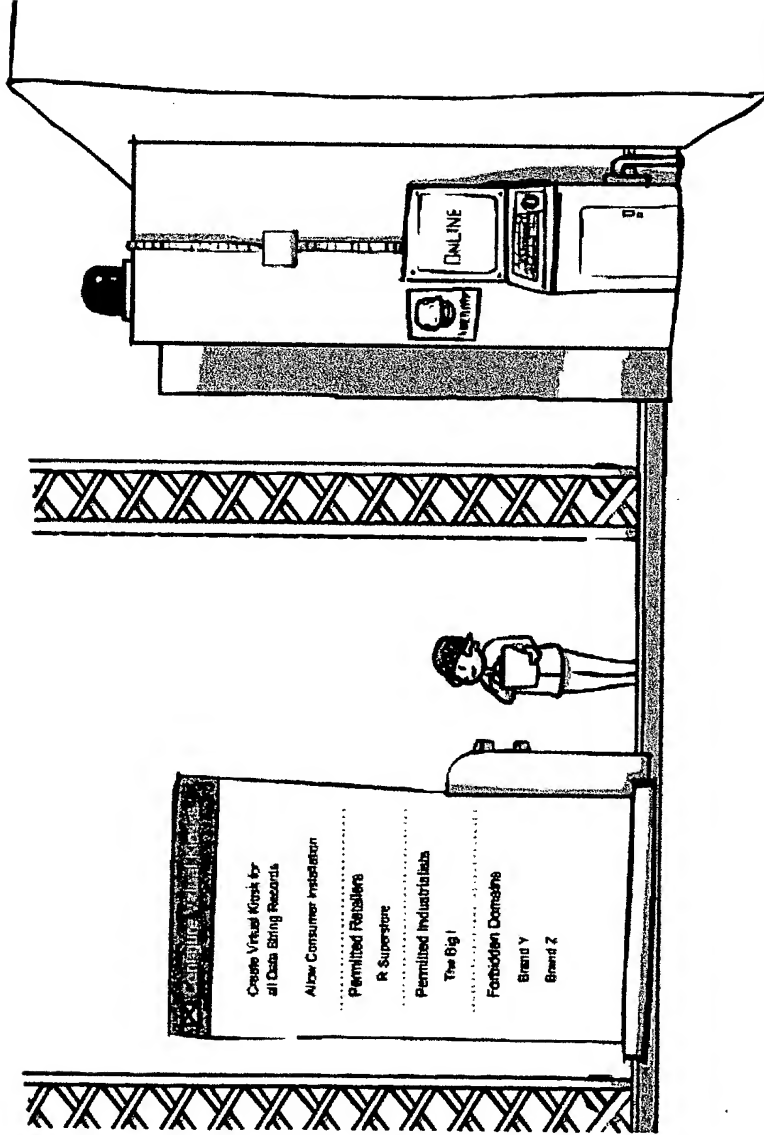 Configure Virtual Kiosk
Create Virtual Kiosk for
all Data String Records
Allow Consumer Installation
Permitted Retailers
R Superstore
Permitted Industrialists
The Big I
Forbidden Domains
Brand Y
Brand Z
ONLINE